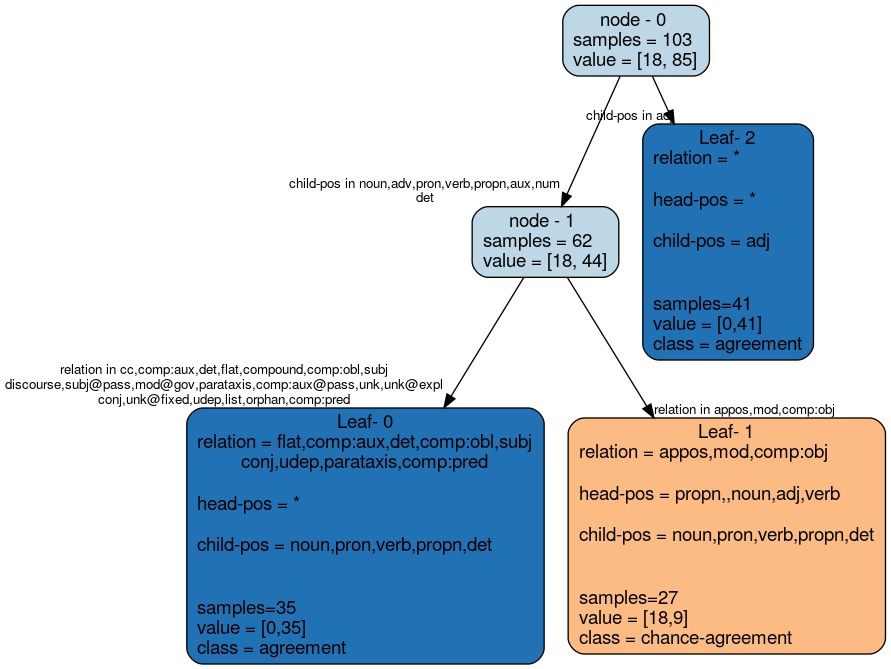 node - 0
samples = 103
value = [18, 85]
child-pos in adj
Leaf- 2
relation = *
head-pos = *
child-pos = adj
samples=41
value = [0,41]
class = agreement
child-pos in noun,adv,pron,verb,propn,aux,num
det
node - 1
samples = 62
value = [18, 44]
relation in cc,comp:aux,det,flat,compound,comp:obl,subj
discourse,subj@pass,mod@gov,parataxis,comp:aux@pass,unk,unk@expl
conj,unk@fixed,udep,list,orphan,comp:pred
Leaf- 0
relation = flat,comp:aux,det,comp:obl,subj
conj,udep,parataxis,comp:pred
head-pos = *
child-pos = noun,pron,verb,propn,det
samples=35
value = [0,35]
class = agreement
relation in appos,mod,comp:obj
Leaf- 1
relation = appos,mod,comp:obj
head-pos = propn,,noun,adj,verb
child-pos = noun,pron,verb,propn,det
samples=27
value = [18,9]
class = chance-agreement